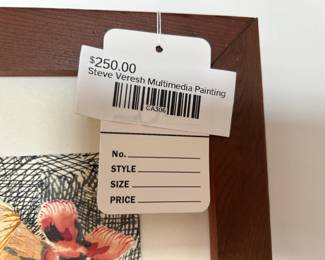 $250.00
Steve Veresh Multimedia Painting
CA306
No.
STYLE
SIZE
PRICE